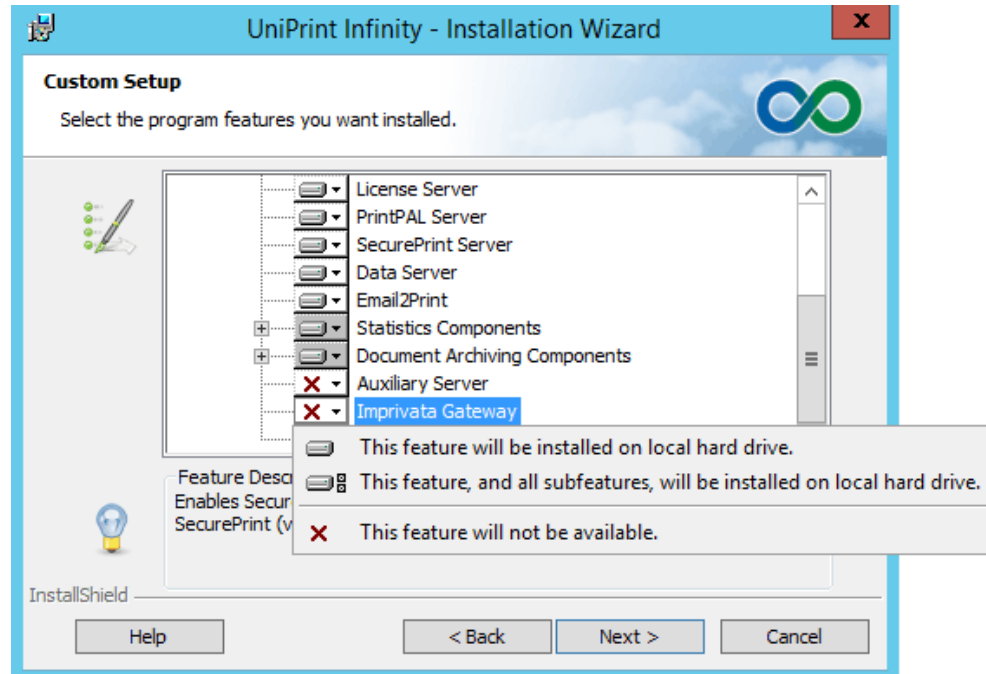 UniPrint Infinity - Installation Wizard
x
Custom Setup
Select the program features you want installed.
License Server
PrintPAL Server
SecurePrint Server
Data Server
Email2Print
Statistics Components
Document Archiving Components
Auxiliary Server
Imprivata Gateway
This feature will be installed on local hard drive.
This feature, and all subfeatures, will be installed on local hard drive.
This feature will not be available.
Feature Desc
Enables Secur
SecurePrint (v
InstallShield
Help
< Back
Next >
Cancel